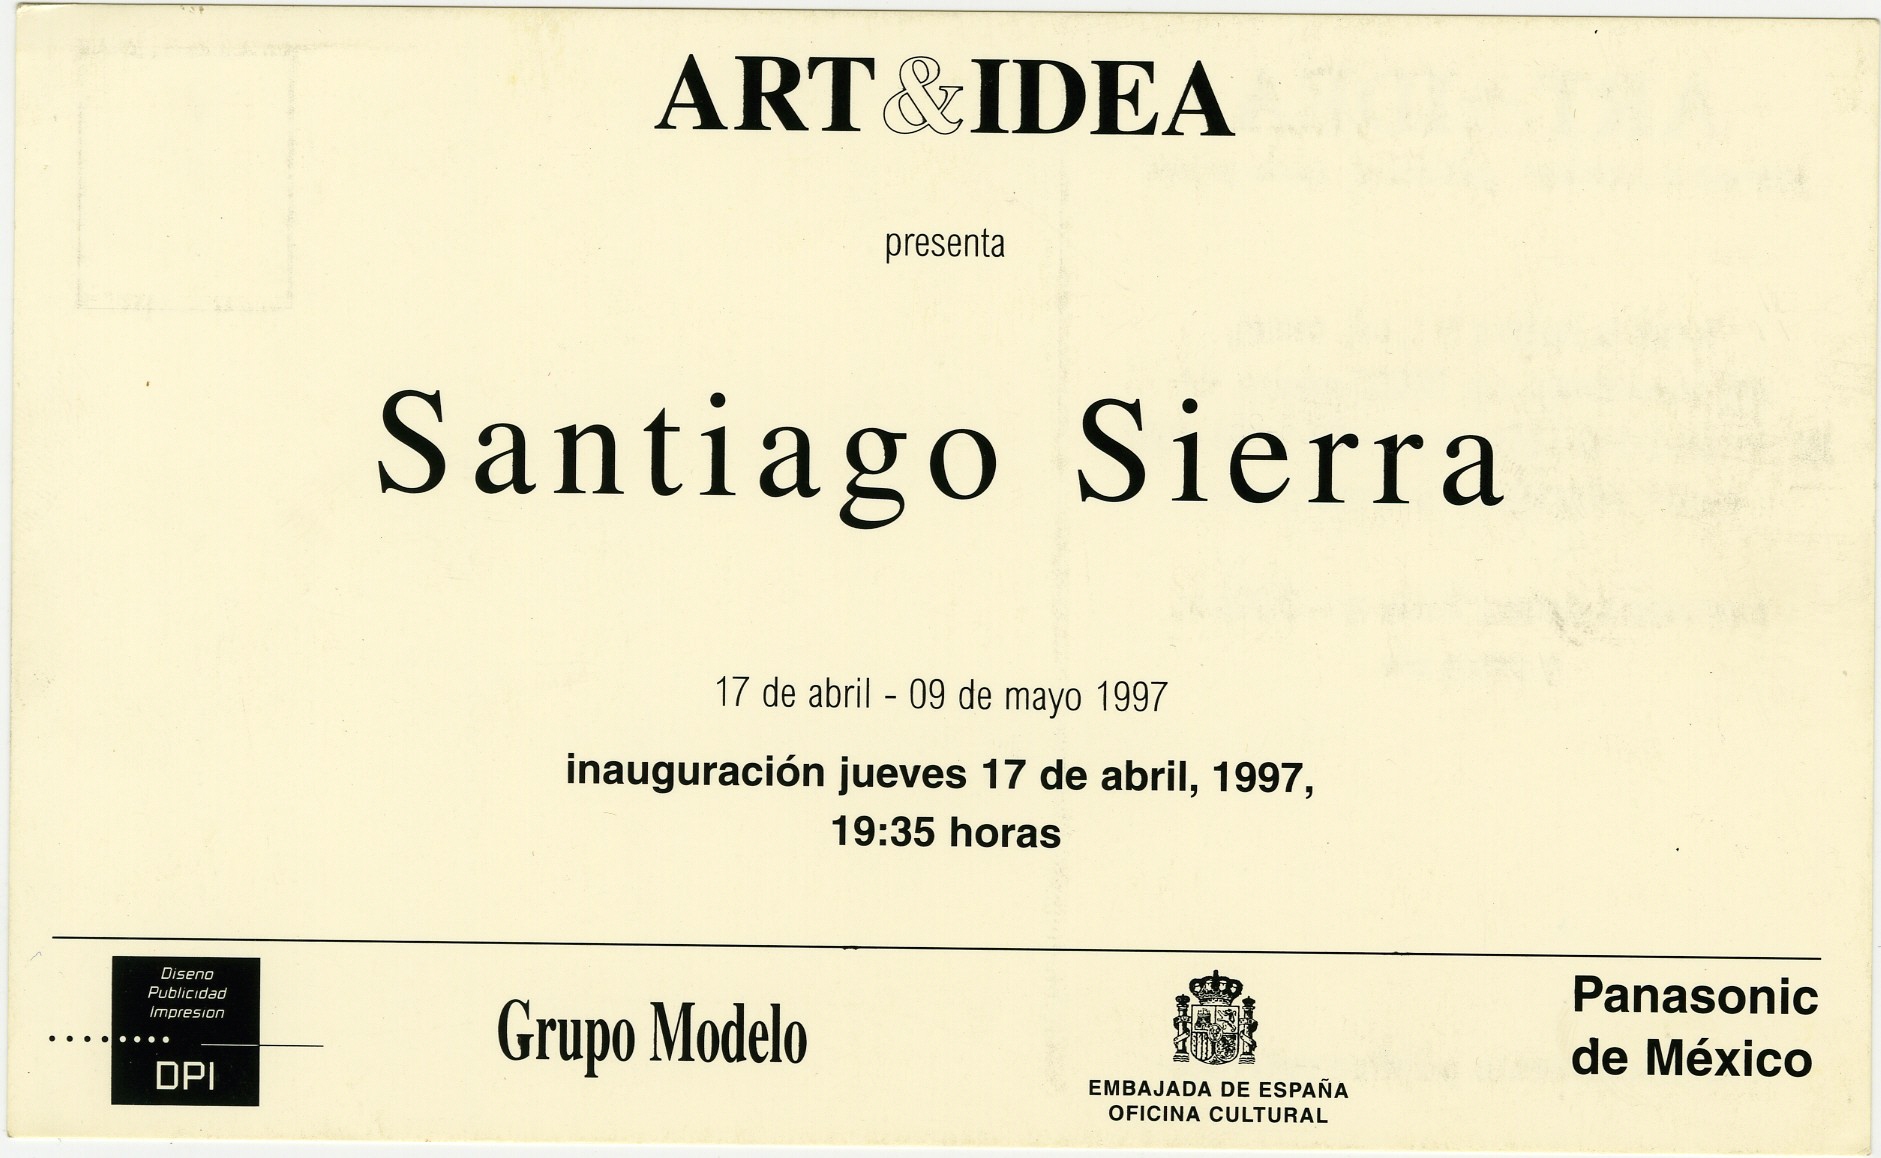 ART&IDEA
presenta
Santiago Sierra
17 de abril - 09 de mayo 1997
inauguración jueves 17 de abril, 1997,
19:35 horas
Diseno
Publicidad
Impresion
DPI
Grupo Modelo
EMBAJADA DE ESPAÑA
OFICINA CULTURAL
Panasonic
de México